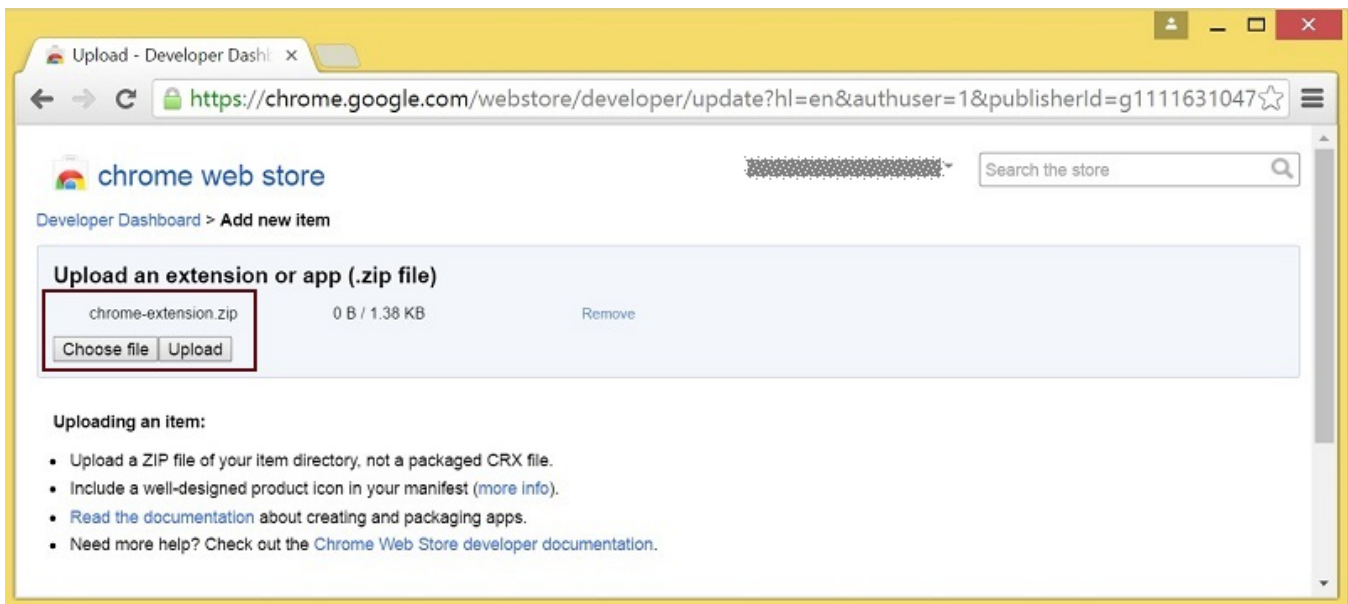 Upload - Developer Dash
https://chrome.google.com/webstore/developer/update?hl=en&authuser=1&publisherId=g1111631047
chrome web store
Search the store
Developer Dashboard > Add new item
Upload an extension or app (.zip file)
chrome-extension.zip 0 B / 1.38 KB Remove
Choose file Upload
Uploading an item:
• Upload a ZIP file of your item directory, not a packaged CRX file.
• Include a well-designed product icon in your manifest (more info).
• Read the documentation about creating and packaging apps.
• Need more help? Check out the Chrome Web Store developer documentation.